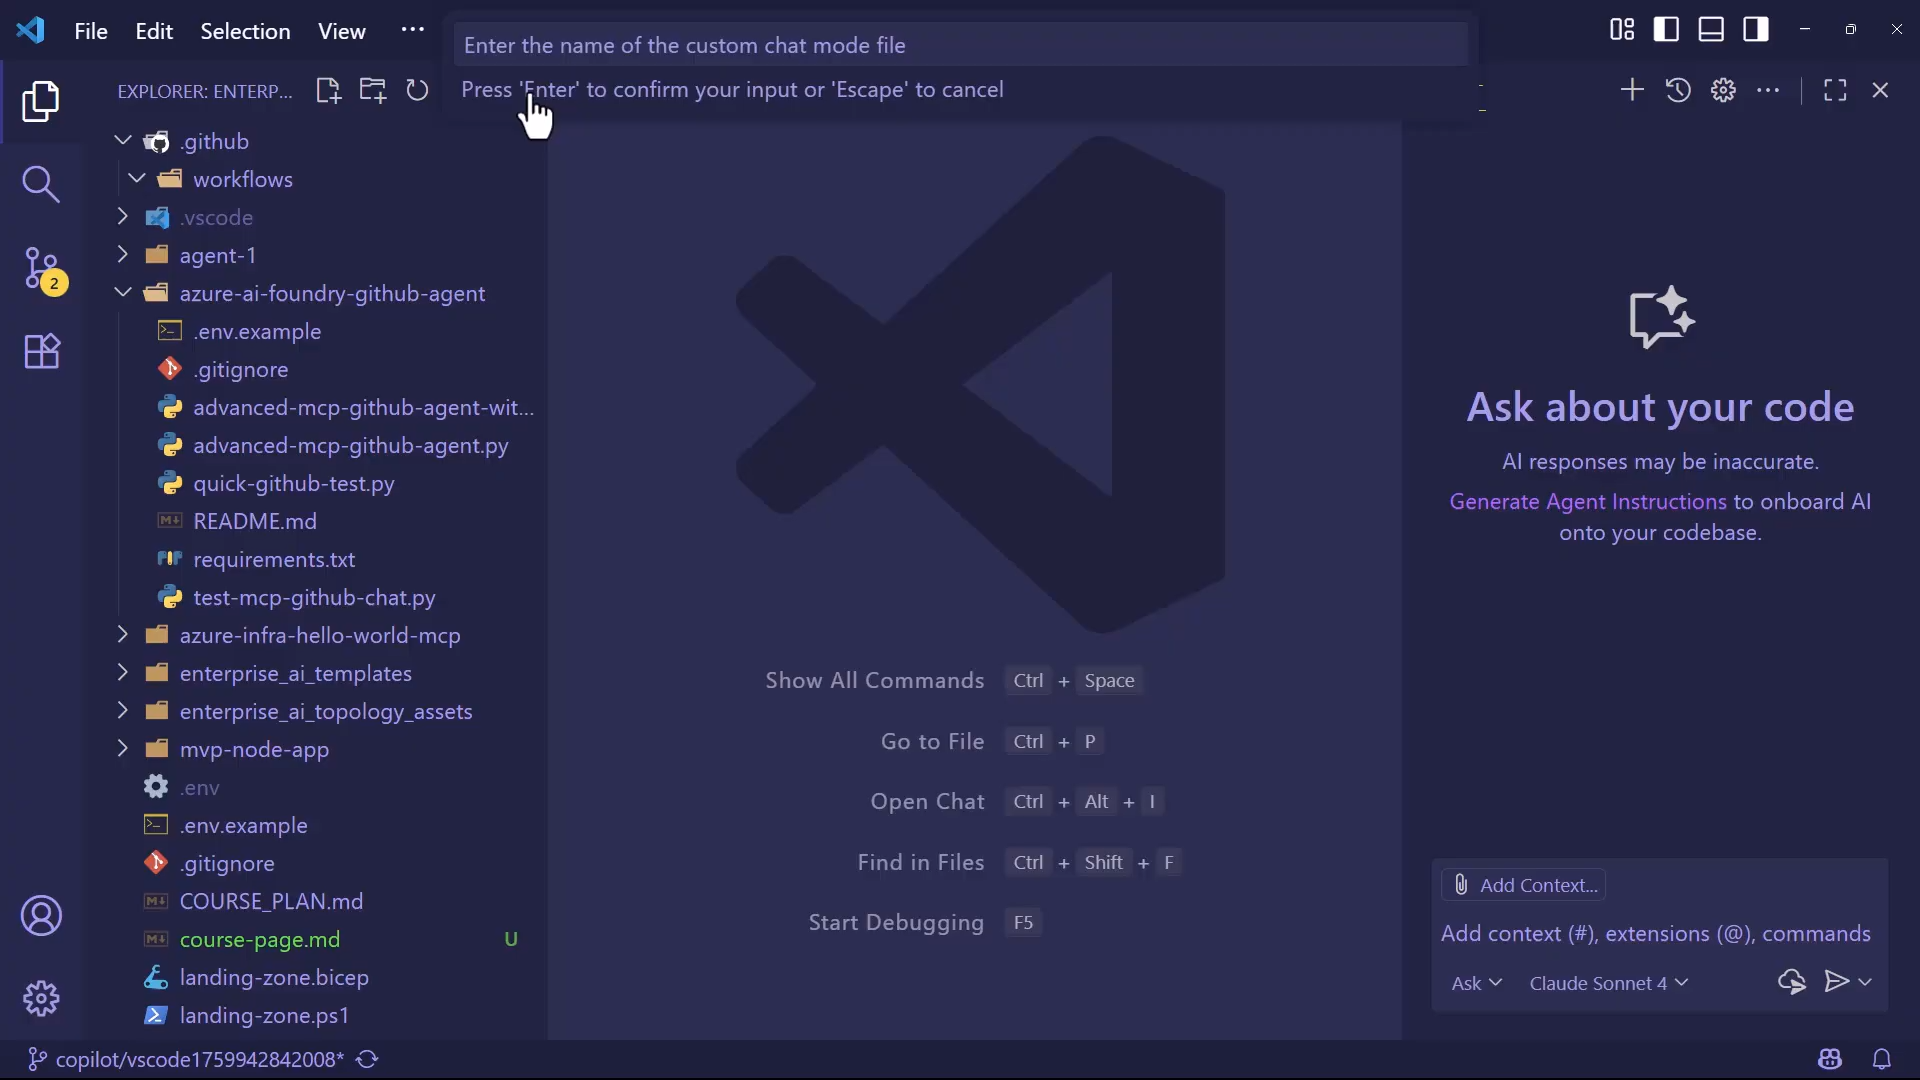 File Edit Selection View ···
Enter the name of the custom chat mode file
Press 'Enter' to confirm your input or 'Escape' to cancel
EXPLORER: ENTERP...
.github
workflows
.vscode
agent-1
azure-ai-foundry-github-agent
.env.example
.gitignore
advanced-mcp-github-agent-wit...
advanced-mcp-github-agent.py
quick-github-test.py
README.md
requirements.txt
test-mcp-github-chat.py
azure-infra-hello-world-mcp
enterprise_ai_templates
enterprise_ai_topology_assets
mvp-node-app
.env
.env.example
.gitignore
COURSE_PLAN.md
course-page.md U
landing-zone.bicep
landing-zone.ps1
2
Show All Commands Ctrl + Space
Go to File Ctrl + P
Open Chat Ctrl + Alt + I
Find in Files Ctrl + Shift + F
Start Debugging F5
Ask about your code
AI responses may be inaccurate.
Generate Agent Instructions to onboard AI
onto your codebase.
Add Context...
Add context (#), extensions (@), commands
Ask Claude Sonnet 4
copilot/vscode1759942842008*